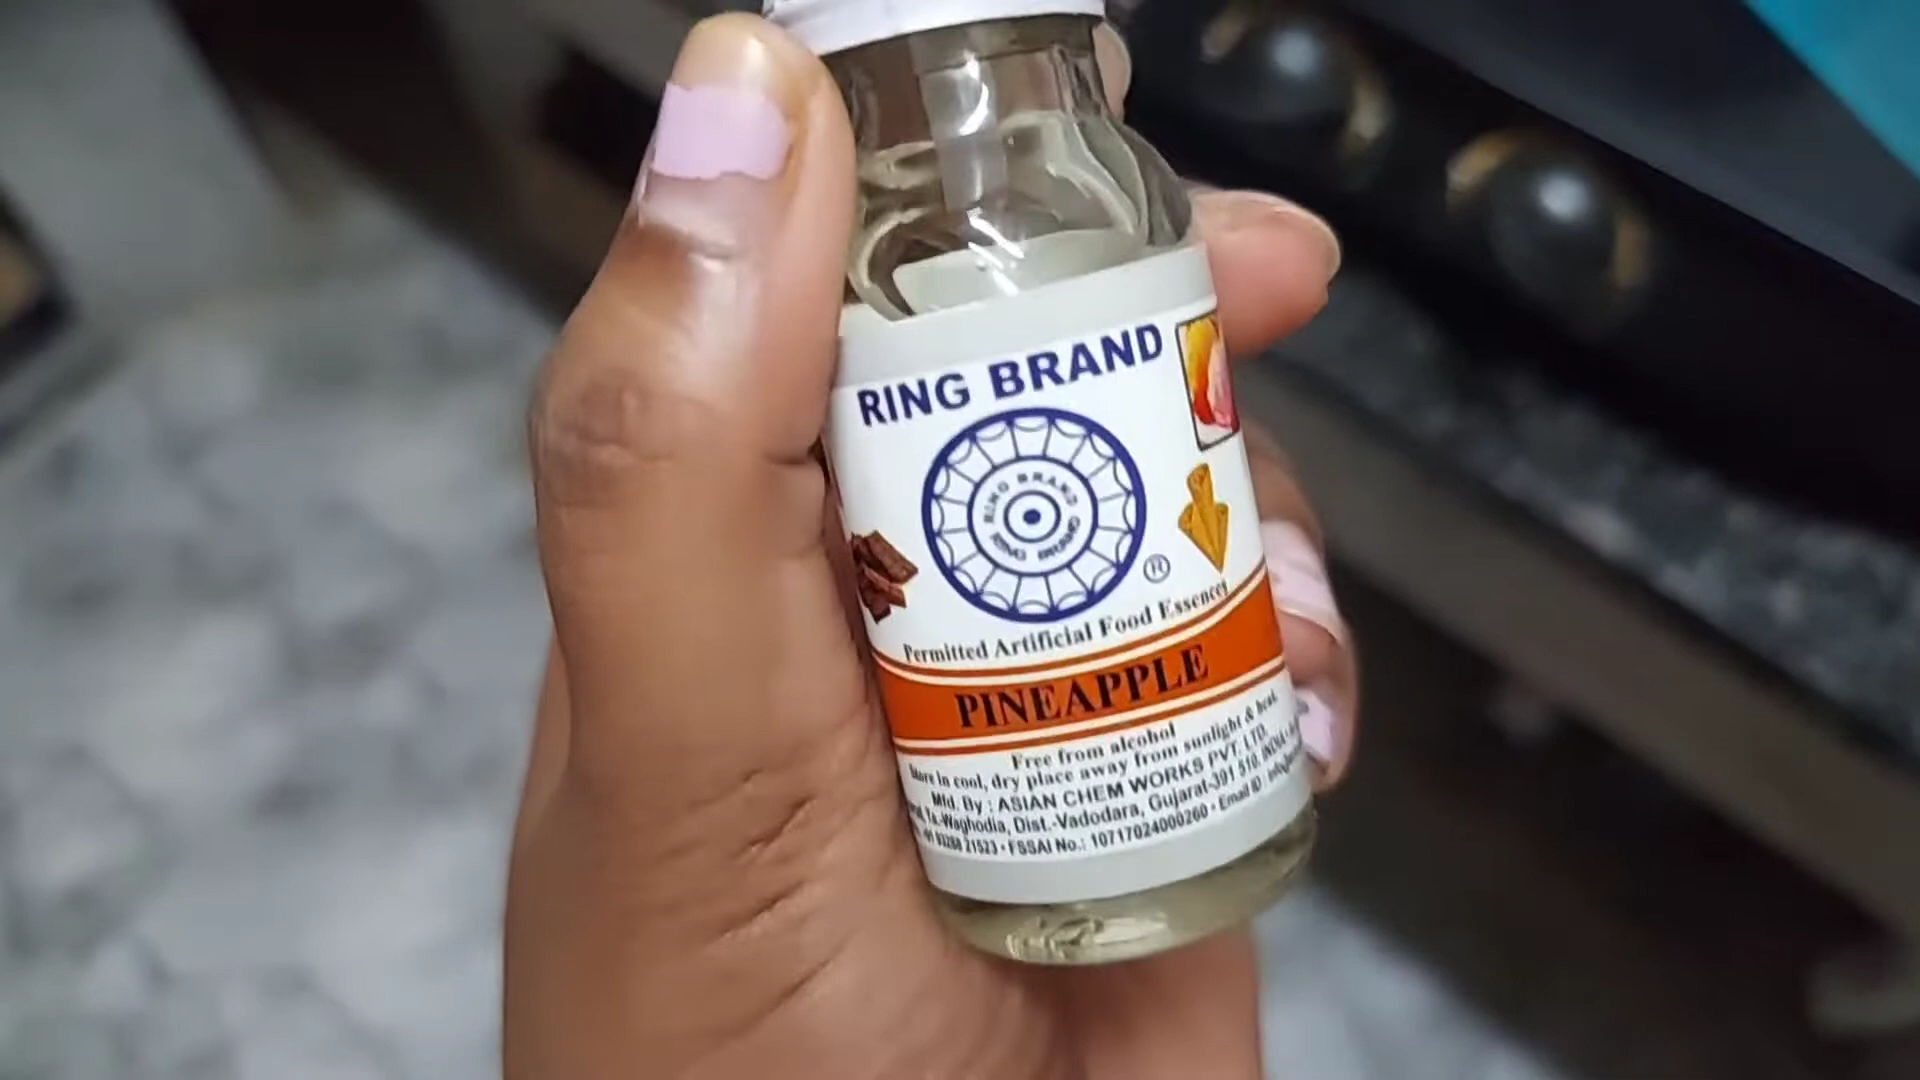 RING BRAND
RING BRAND
RING BRAND
®
Permitted Artificial Food Essences
PINEAPPLE
Free from alcohol
Store in cool, dry place away from sunlight & heat.
Mfd. By : ASIAN CHEM WORKS PVT. LTD.
Ta.-Waghodia, Dist.-Vadodara, Gujarat-391 510, INDIA
21523 • FSSAI No.: 10717024000260 • Email ID :